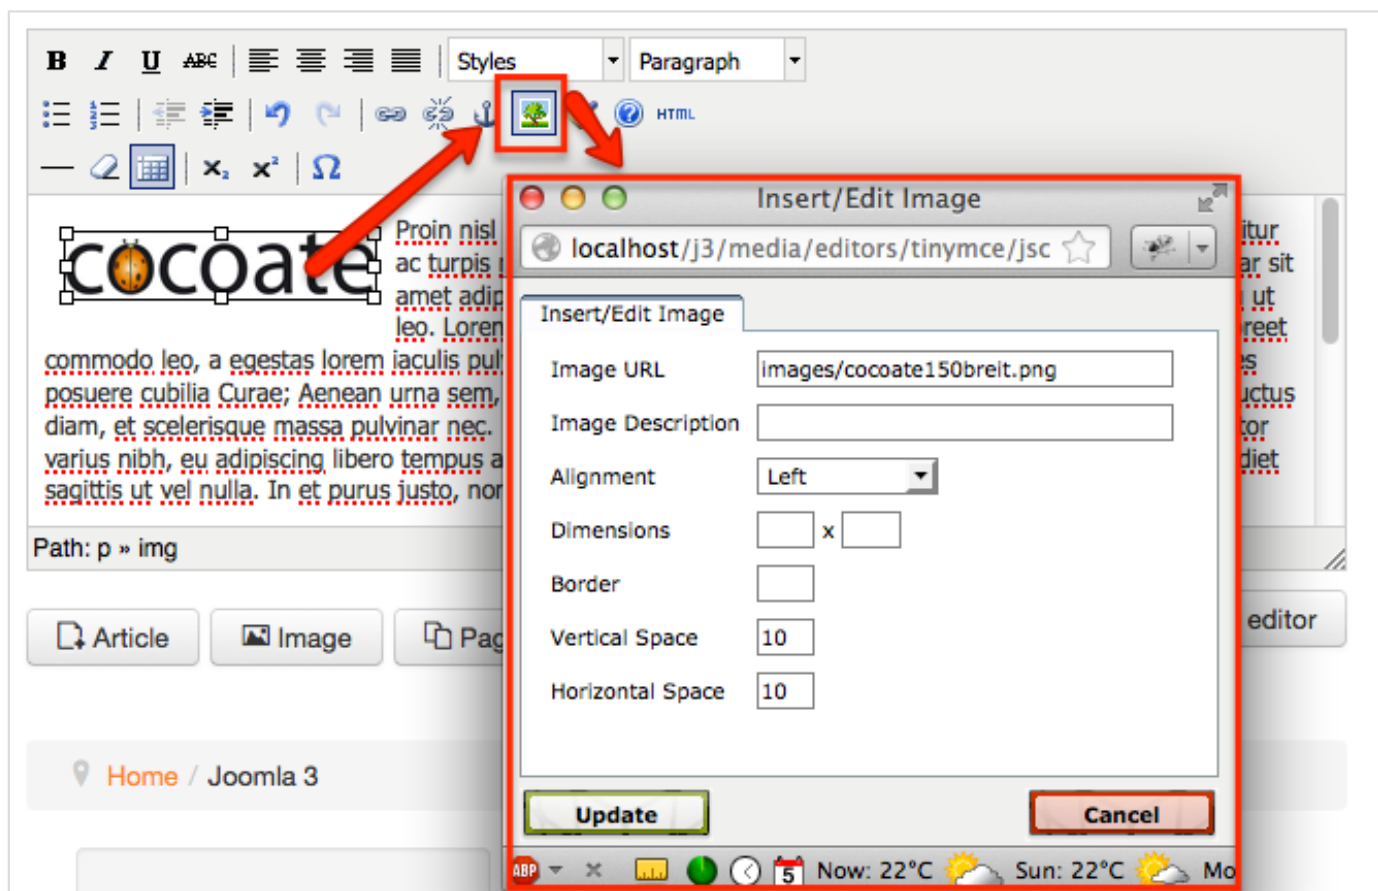 B I U ABC Styles Paragraph
HTML
x₂ x² Ω
cocoate
Proin nisl
ac turpis
amet adip
leo. Lorem
commodo leo, a egestas lorem iaculis pul
posuere cubilia Curae; Aenean urna sem,
diam, et scelerisque massa pulvinar nec.
varius nibh, eu adipiscing libero tempus a
sagittis ut vel nulla. In et purus justo, nor
itur
ar sit
ut
reet
es
uctus
tor
diet
Path: p » img
Article
Image
Pag
editor
Home / Joomla 3
Insert/Edit Image
localhost/j3/media/editors/tinymce/jsc
Insert/Edit Image
Image URL images/cocoate150breit.png
Image Description
Alignment Left
Dimensions x
Border
Vertical Space 10
Horizontal Space 10
Update Cancel
ABP 5 Now: 22°C Sun: 22°C Mo